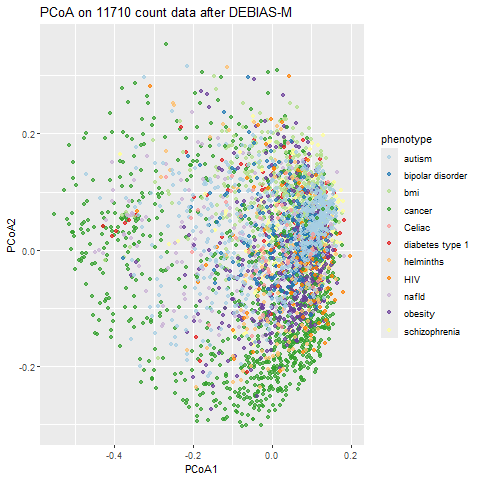 PCoA on 11710 count data after DEBIAS-M
PCoA2
0.2
0.0
-0.2
-0.4
-0.2
0.0
0.2
PCoA1
phenotype
autism
bipolar disorder
bmi
cancer
Celiac
diabetes type 1
helminths
HIV
nafld
obesity
schizophrenia